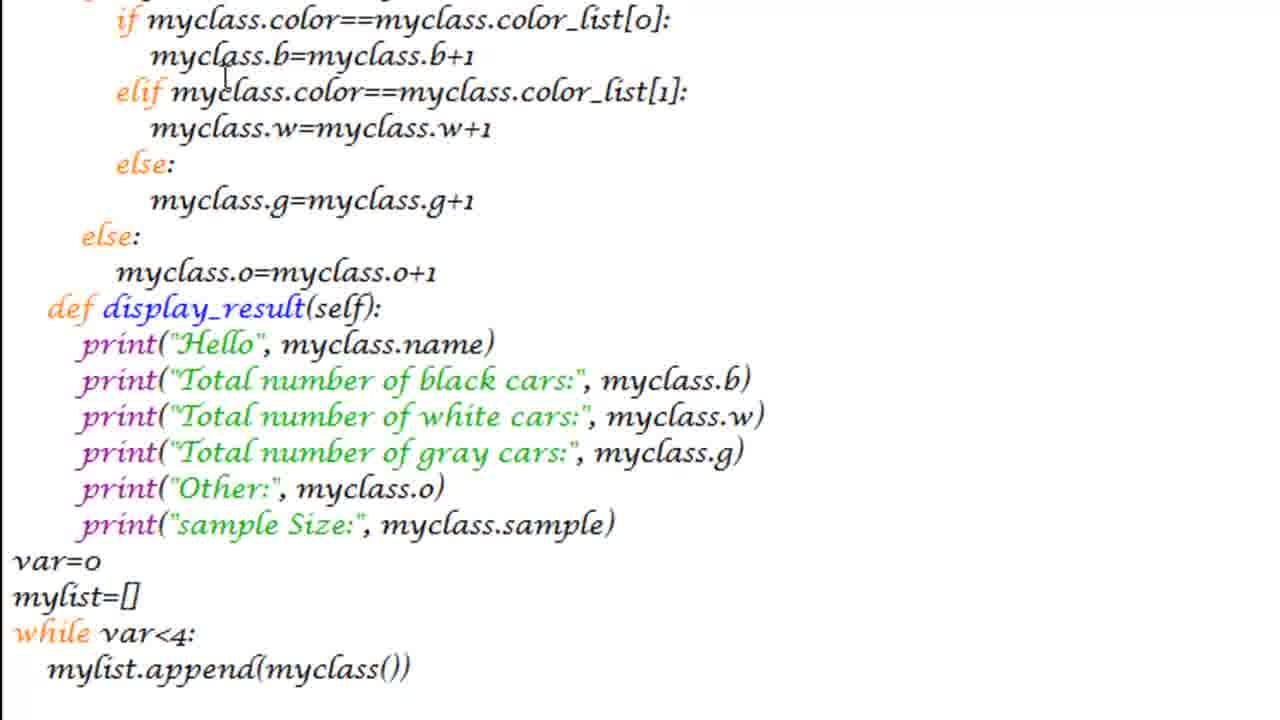 if myclass.color==myclass.color_list[0]:
myclass.b=myclass.b+1
elif myclass.color==myclass.color_list[1]:
myclass.w=myclass.w+1
else:
myclass.g=myclass.g+1
else:
myclass.o=myclass.o+1
def display_result(self):
print("Hello", myclass.name)
print("Total number of black cars:", myclass.b)
print("Total number of white cars:", myclass.w)
print("Total number of gray cars:", myclass.g)
print("Other:", myclass.o)
print("sample Size:", myclass.sample)
var=0
mylist=[]
while var<4:
mylist.append(myclass())